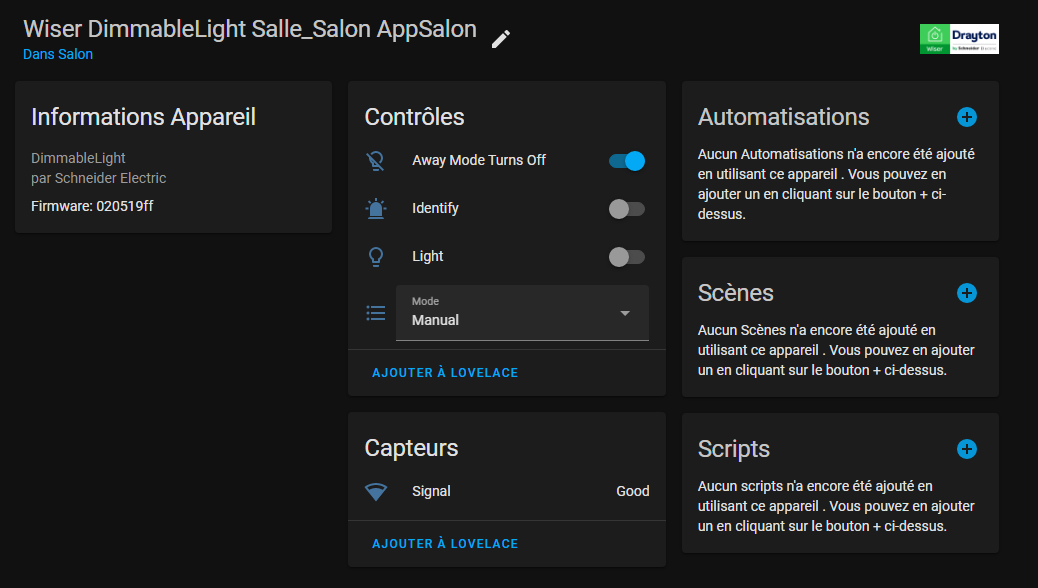 Wiser DimmableLight Salle_Salon AppSalon
Dans Salon
Wiser
Drayton
by Schneider Electric
Informations Appareil
DimmableLight
par Schneider Electric
Firmware: 020519ff
Contrôles
Away Mode Turns Off
Identify
Light
Mode
Manual
AJOUTER À LOVELACE
Capteurs
Signal
Good
AJOUTER À LOVELACE
Automatisations
Aucun Automatisations n'a encore été ajouté
en utilisant ce appareil . Vous pouvez en
ajouter un en cliquant sur le bouton + ci-
dessus.
Scènes
Aucun Scènes n'a encore été ajouté en
utilisant ce appareil . Vous pouvez en ajouter
un en cliquant sur le bouton + ci-dessus.
Scripts
Aucun scripts n'a encore été ajouté en
utilisant ce appareil . Vous pouvez en ajouter
un en cliquant sur le bouton + ci-dessus.